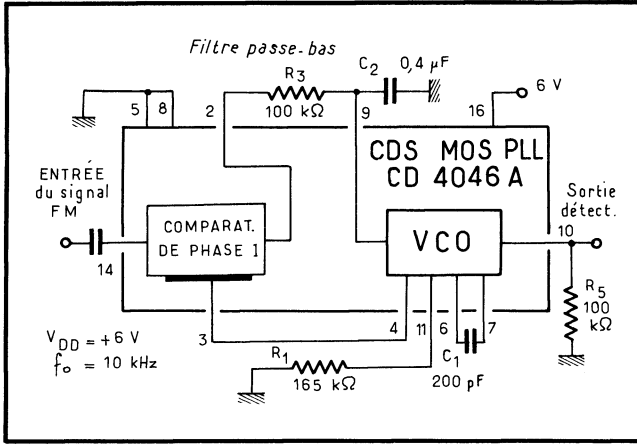 Filtre passe-bas
C2 0,4 µF
R3
100 kΩ
5 8 2 9 16 6 V
CDS MOS PLL
CD 4046 A
ENTRÉE
du signal
FM
14
COMPARAT.
DE PHASE I
VCO
Sortie
détect.
10
R5
100
kΩ
3 4 11 6 7
C1
200 pF
VDD = +6 V
fo = 10 kHz
R1
165 kΩ